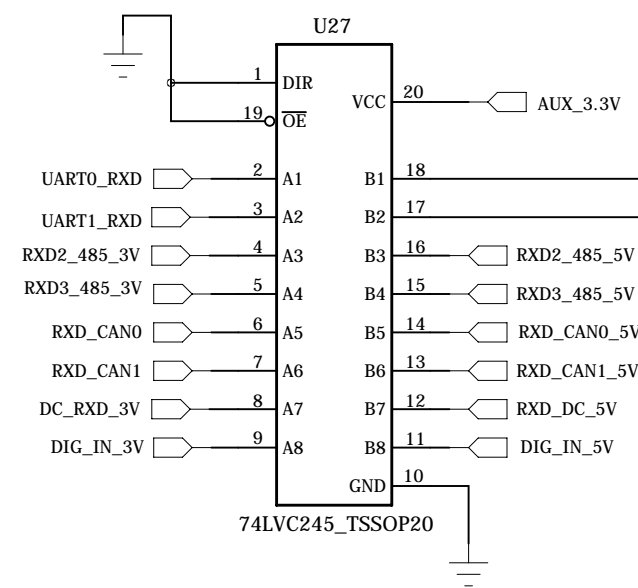 U27
1 DIR
VCC 20 AUX_3.3V
19 OE
UART0_RXD 2 A1 B1 18
UART1_RXD 3 A2 B2 17
RXD2_485_3V 4 A3 B3 16 RXD2_485_5V
RXD3_485_3V 5 A4 B4 15 RXD3_485_5V
RXD_CAN0 6 A5 B5 14 RXD_CAN0_5V
RXD_CAN1 7 A6 B6 13 RXD_CAN1_5V
DC_RXD_3V 8 A7 B7 12 RXD_DC_5V
DIG_IN_3V 9 A8 B8 11 DIG_IN_5V
GND 10
74LVC245_TSSOP20